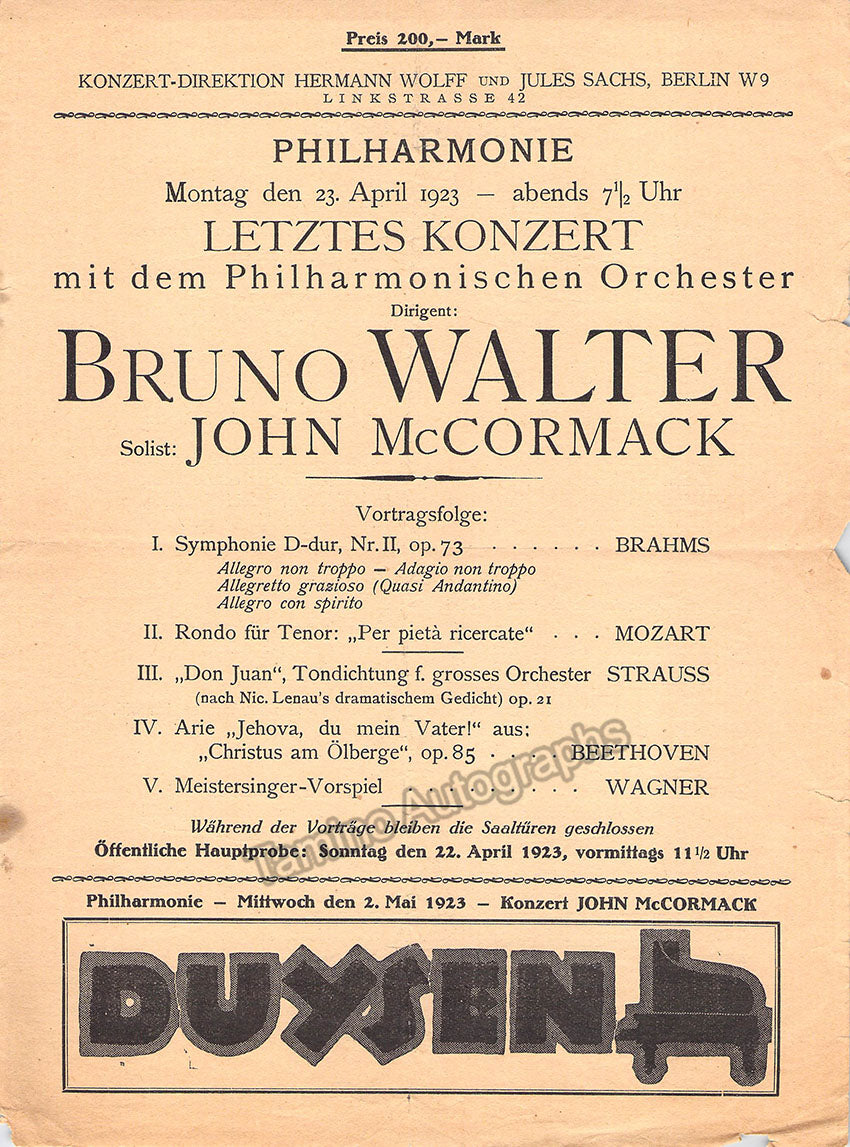 Preis 200,– Mark
KONZERT-DIREKTION HERMANN WOLFF UND JULES SACHS, BERLIN W9
LINKSTRASSE 42
PHILHARMONIE
Montag den 23. April 1923 — abends 7½ Uhr
LETZTES KONZERT
mit dem Philharmonischen Orchester
Dirigent:
BRUNO WALTER
Solist: JOHN McCORMACK
Vortragsfolge:
I. Symphonie D-dur, Nr. II, op. 73 . . . . . . BRAHMS
Allegro non troppo – Adagio non troppo
Allegretto grazioso (Quasi Andantino)
Allegro con spirito
II. Rondo für Tenor: „Per pietà ricercate“ . . . MOZART
III. „Don Juan“, Tondichtung f. grosses Orchester STRAUSS
(nach Nic. Lenau's dramatischem Gedicht) op. 21
IV. Arie „Jehova, du mein Vater!“ aus:
„Christus am Ölberge“, op. 85 . . . . BEETHOVEN
V. Meistersinger-Vorspiel . . . . . . . . . WAGNER
Während der Vorträge bleiben die Saaltüren geschlossen
Öffentliche Hauptprobe: Sonntag den 22. April 1923, vormittags 11 1/2 Uhr
Philharmonie – Mittwoch den 2. Mai 1923 – Konzert JOHN McCORMACK
DUYSEN
Tamino Autographs